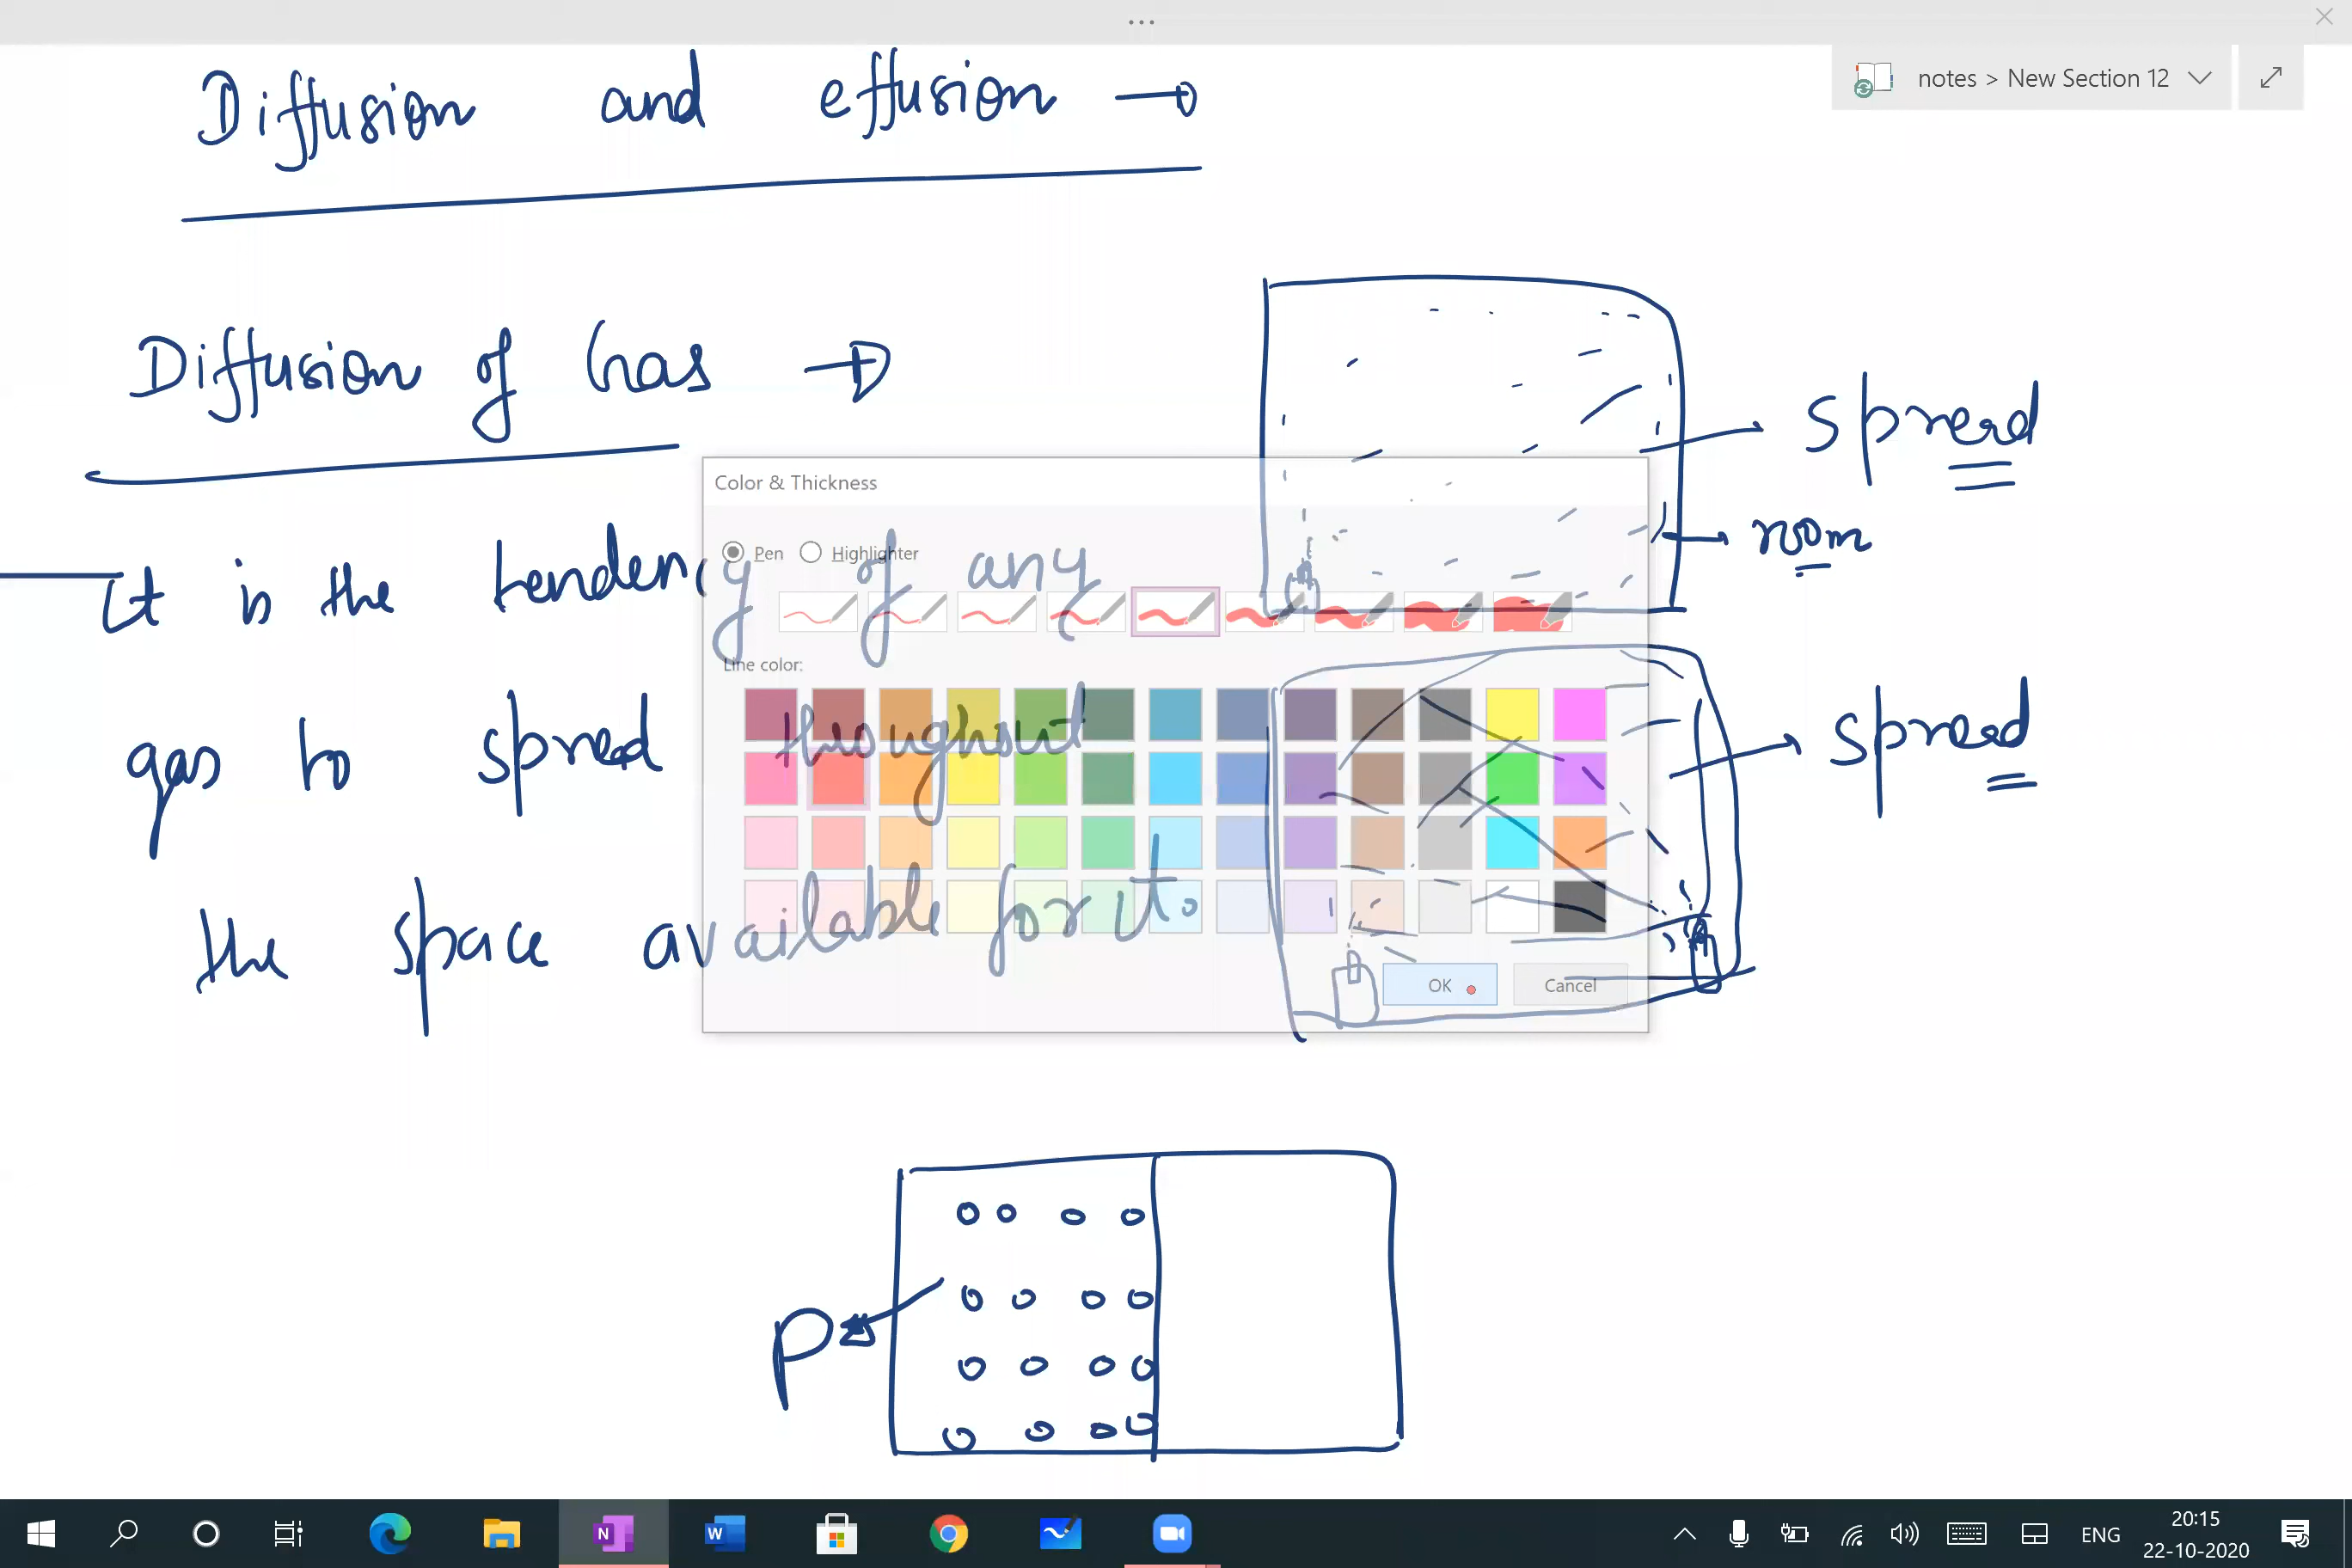 notes > New Section 12
Diffusion and effusion →
Diffusion of Gas →
spread
room
Color & Thickness
Pen Highlighter
It is the tendency of any
Line color:
gas to spread throughout
spread
the space available for it.
OK Cancel
P
N
W
ENG
20:15
22-10-2020